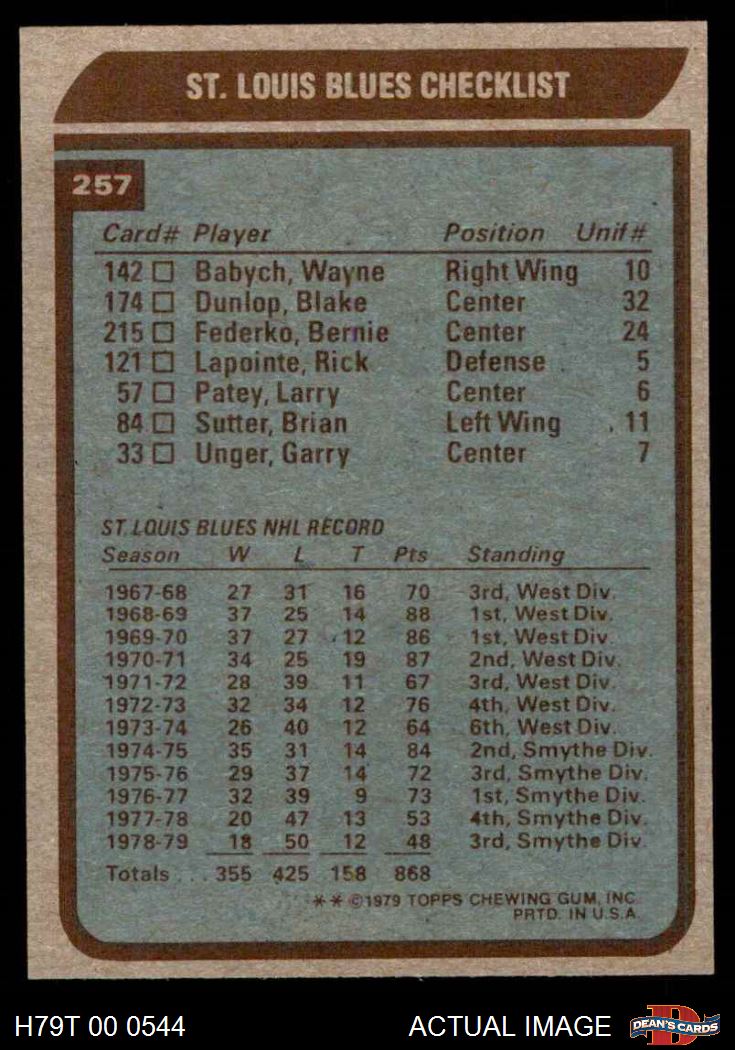 ST. LOUIS BLUES CHECKLIST
257
Card# Player Position Unif#
142 Babych, Wayne Right Wing 10
174 Dunlop, Blake Center 32
215 Federko, Bernie Center 24
121 Lapointe, Rick Defense 5
57 Patey, Larry Center 6
84 Sutter, Brian Left Wing 11
33 Unger, Garry Center 7
ST. LOUIS BLUES NHL RECORD
Season W L T Pts Standing
1967-68 27 31 16 70 3rd, West Div.
1968-69 37 25 14 88 1st, West Div.
1969-70 37 27 12 86 1st, West Div.
1970-71 34 25 19 87 2nd, West Div.
1971-72 28 39 11 67 3rd, West Div.
1972-73 32 34 12 76 4th, West Div.
1973-74 26 40 12 64 6th, West Div.
1974-75 35 31 14 84 2nd, Smythe Div.
1975-76 29 37 14 72 3rd, Smythe Div.
1976-77 32 39 9 73 1st, Smythe Div.
1977-78 20 47 13 53 4th, Smythe Div.
1978-79 18 50 12 48 3rd, Smythe Div.
Totals . . . 355 425 158 868
** ©1979 TOPPS CHEWING GUM, INC.
PRTD. IN U.S.A.
H79T 00 0544 ACTUAL IMAGE D DEAN'S CARDS